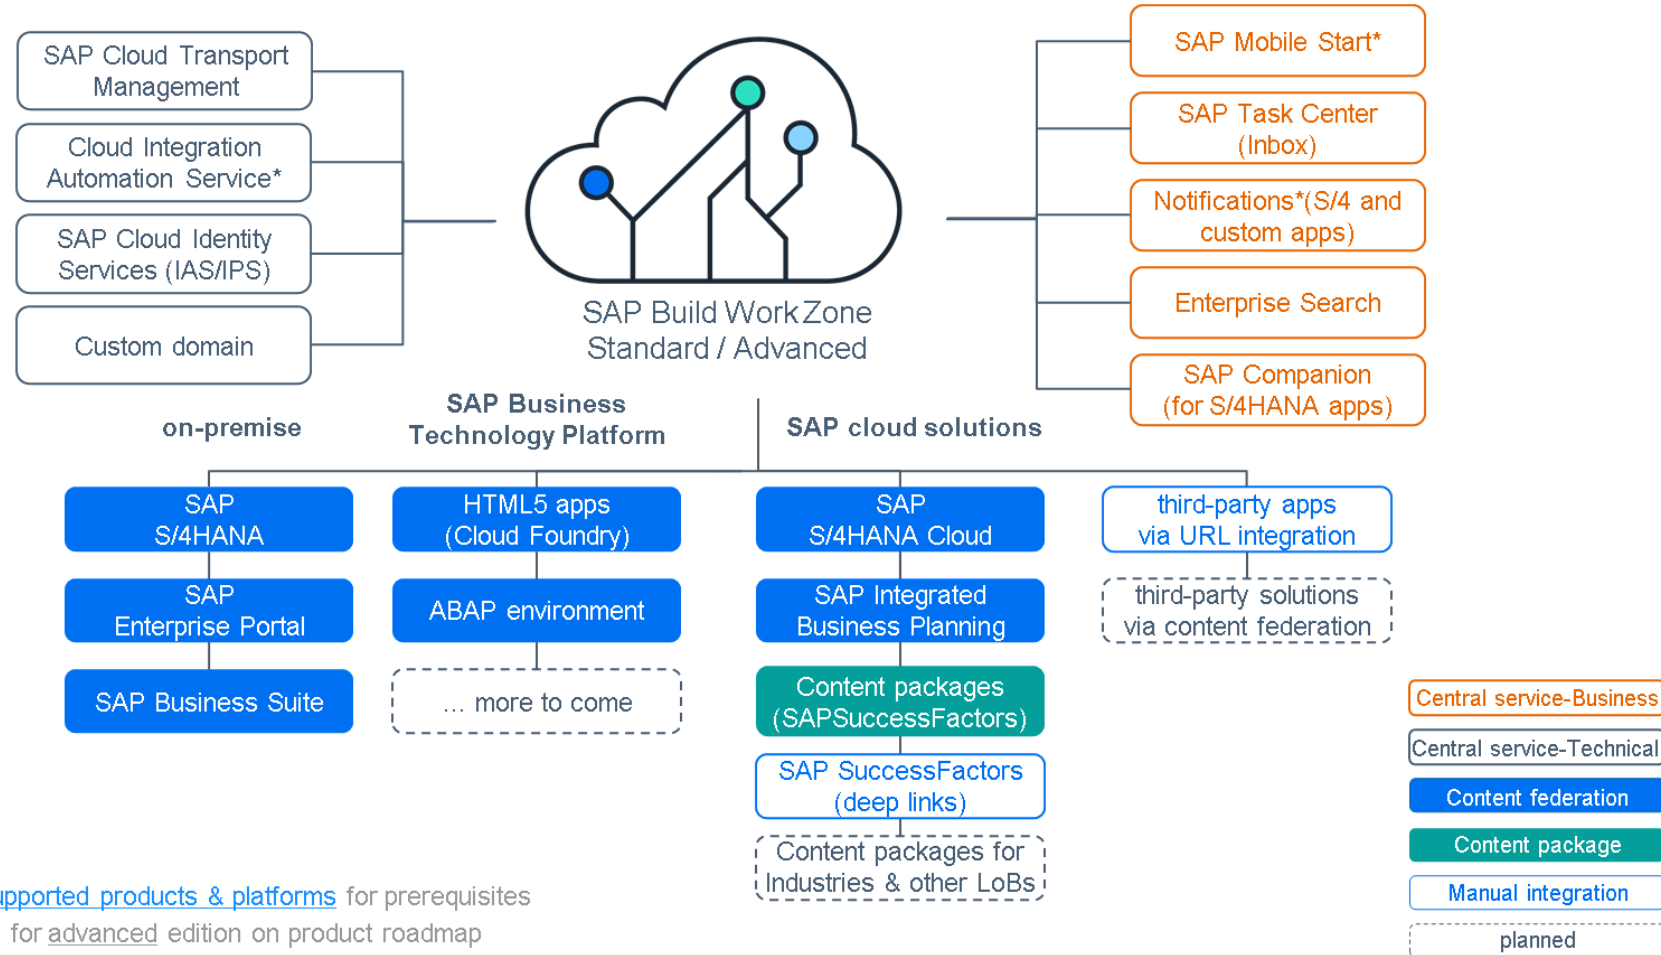 SAP Cloud Transport
Management
Cloud Integration
Automation Service*
SAP Cloud Identity
Services (IAS/IPS)
Custom domain
SAP Build WorkZone
Standard / Advanced
SAP Mobile Start*
SAP Task Center
(Inbox)
Notifications*(S/4 and
custom apps)
Enterprise Search
SAP Companion
(for S/4HANA apps)
on-premise
SAP Business
Technology Platform
SAP cloud solutions
SAP
S/4HANA
SAP
Enterprise Portal
SAP Business Suite
HTML5 apps
(Cloud Foundry)
ABAP environment
... more to come
SAP
S/4HANA Cloud
SAP Integrated
Business Planning
Content packages
(SAPSuccessFactors)
SAP SuccessFactors
(deep links)
Content packages for
Industries & other LoBs
third-party apps
via URL integration
third-party solutions
via content federation
Central service-Business
Central service-Technical
Content federation
Content package
Manual integration
planned
upported products & platforms for prerequisites
for advanced edition on product roadmap